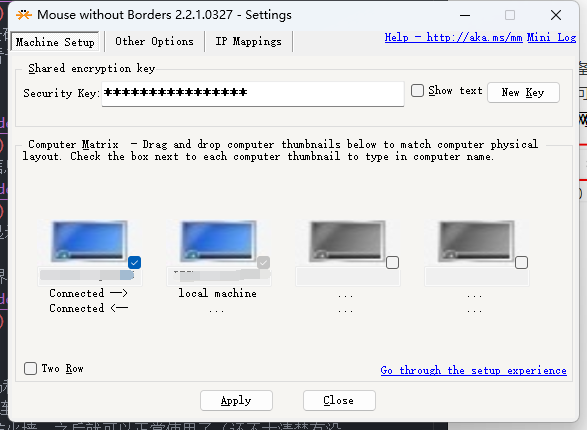 Mouse without Borders 2.2.1.0327 - Settings
Machine Setup Other Options IP Mappings Help - http://aka.ms/mm Mini Log
Shared encryption key
Security Key: **************** Show text New Key
Computer Matrix - Drag and drop computer thumbnails below to match computer physical
layout. Check the box next to each computer thumbnail to type in computer name.
Connected --> local machine ... ...
Connected <-- ... ... ...
Two Row Go through the setup experience
Apply Close